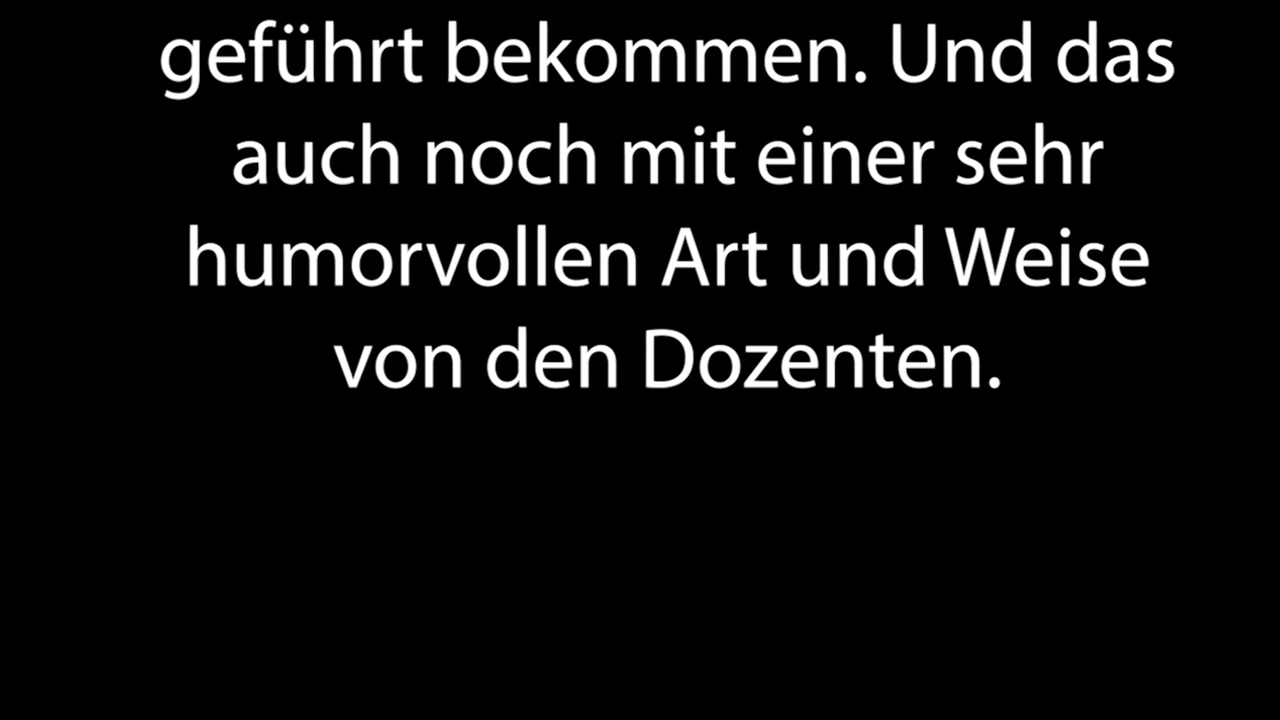 geführt bekommen. Und das
auch noch mit einer sehr
humorvollen Art und Weise
von den Dozenten.